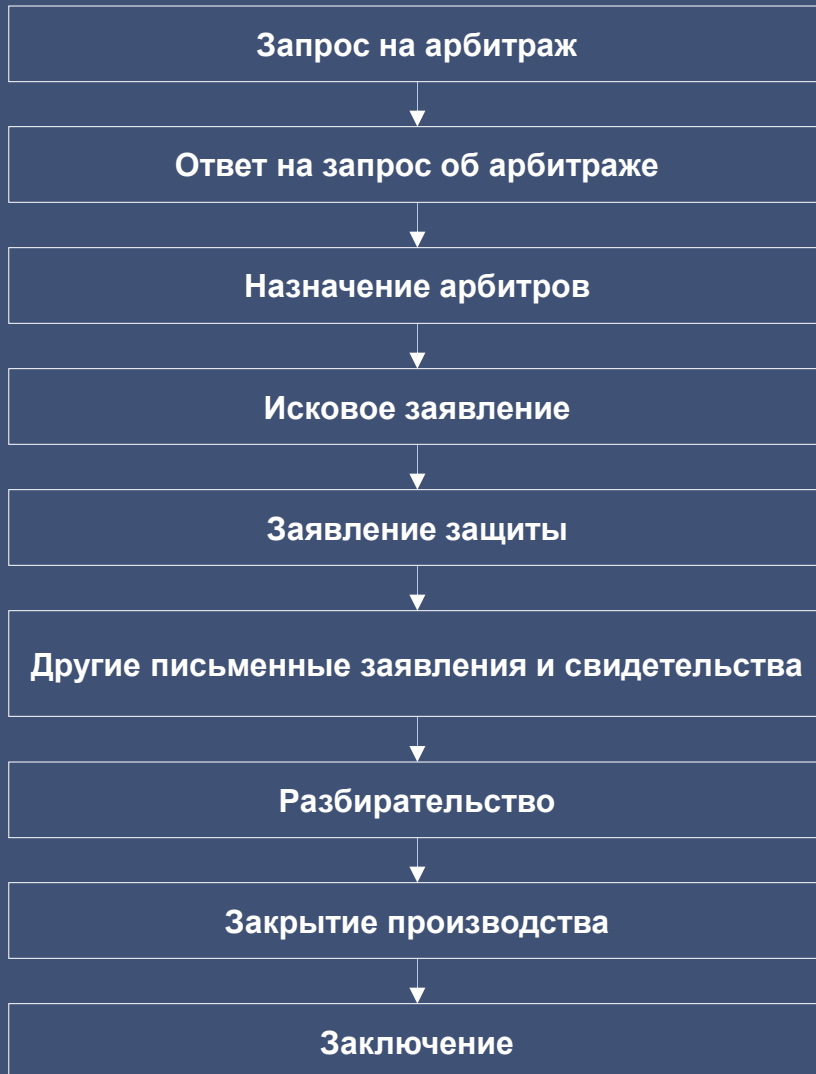 Запрос на арбитраж
Ответ на запрос об арбитраже
Назначение арбитров
Исковое заявление
Заявление защиты
Другие письменные заявления и свидетельства
Разбирательство
Закрытие производства
Заключение